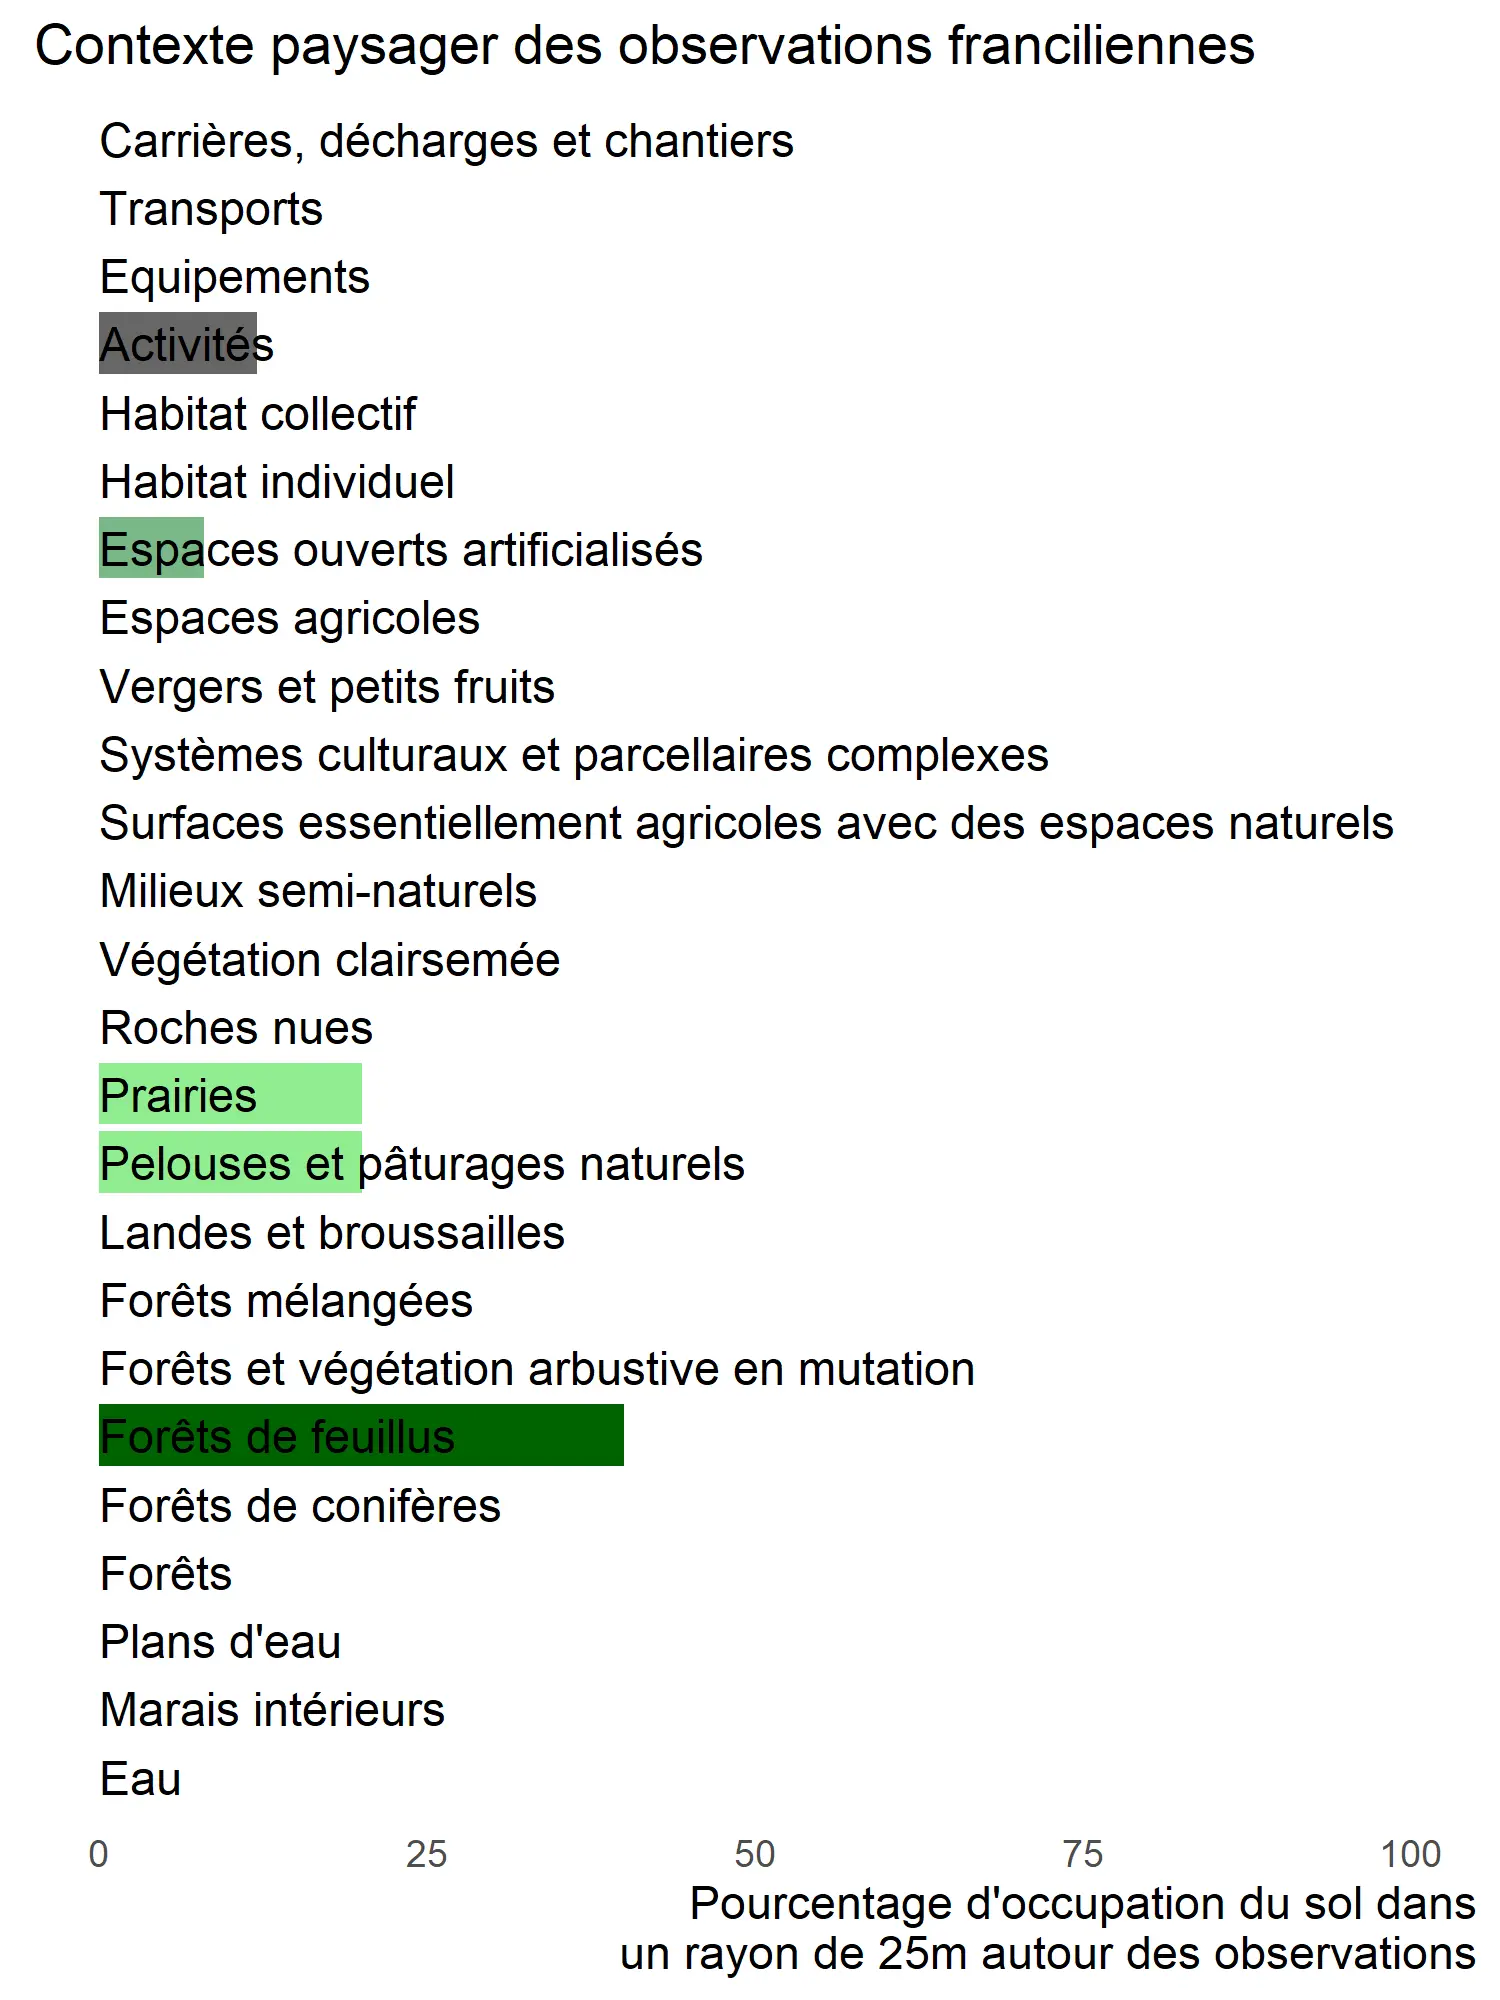 Contexte paysager des observations franciliennes
Carrières, décharges et chantiers
Transports
Equipements
Activités
Habitat collectif
Habitat individuel
Espaces ouverts artificialisés
Espaces agricoles
Vergers et petits fruits
Systèmes culturaux et parcellaires complexes
Surfaces essentiellement agricoles avec des espaces naturels
Milieux semi-naturels
Végétation clairsemée
Roches nues
Prairies
Pelouses et pâturages naturels
Landes et broussailles
Forêts mélangées
Forêts et végétation arbustive en mutation
Forêts de feuillus
Forêts de conifères
Forêts
Plans d'eau
Marais intérieurs
Eau
0 25 50 75 100
Pourcentage d'occupation du sol dans
un rayon de 25m autour des observations